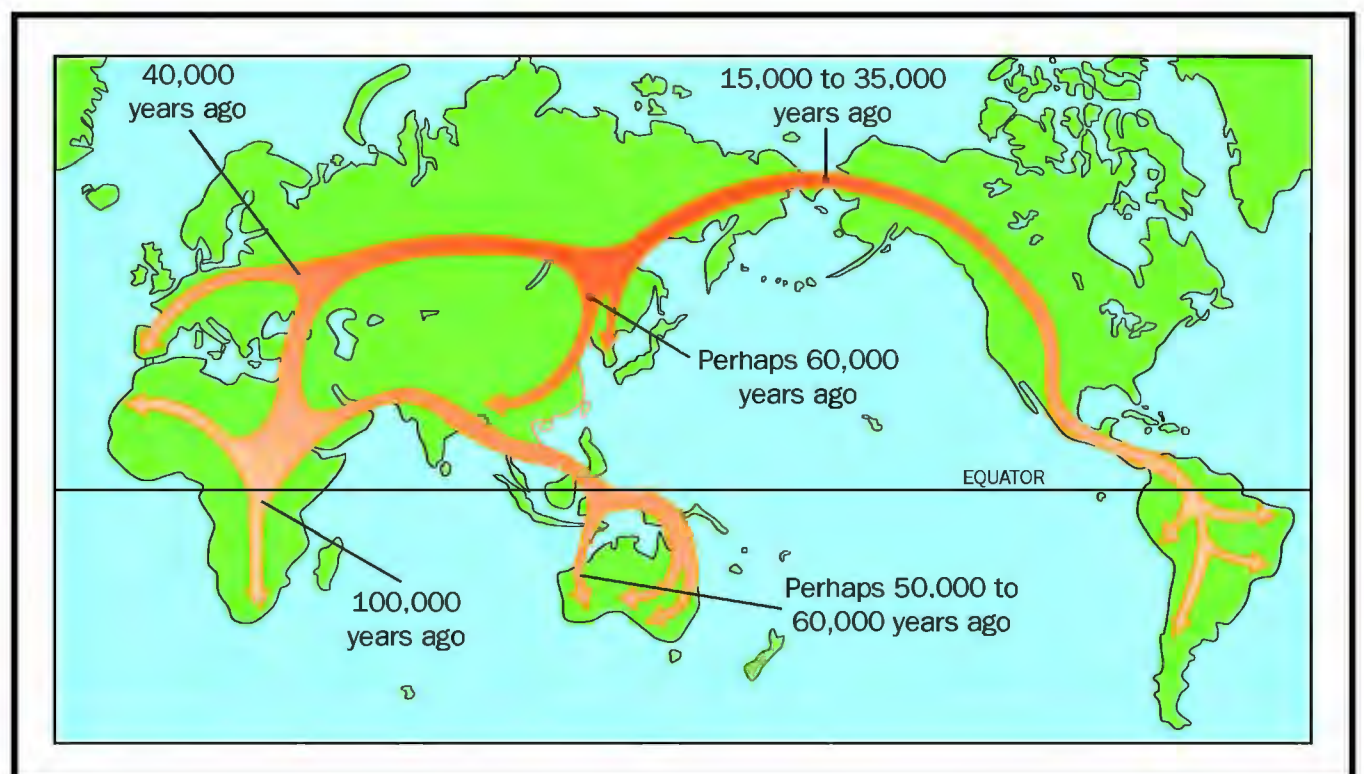 40,000
years ago
15,000 to 35,000
years ago
Perhaps 60,000
years ago
EQUATOR
100,000
years ago
Perhaps 50,000 to
60,000 years ago